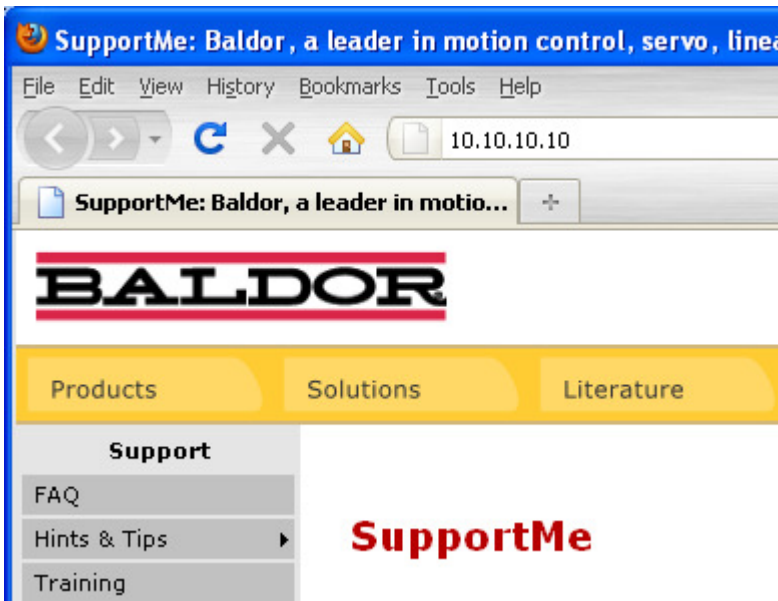 SupportMe: Baldor, a leader in motion control, servo, linea
File Edit View History Bookmarks Tools Help
10.10.10.10
SupportMe: Baldor, a leader in motio...
BALDOR
Products Solutions Literature
Support
FAQ
Hints & Tips
SupportMe
Training